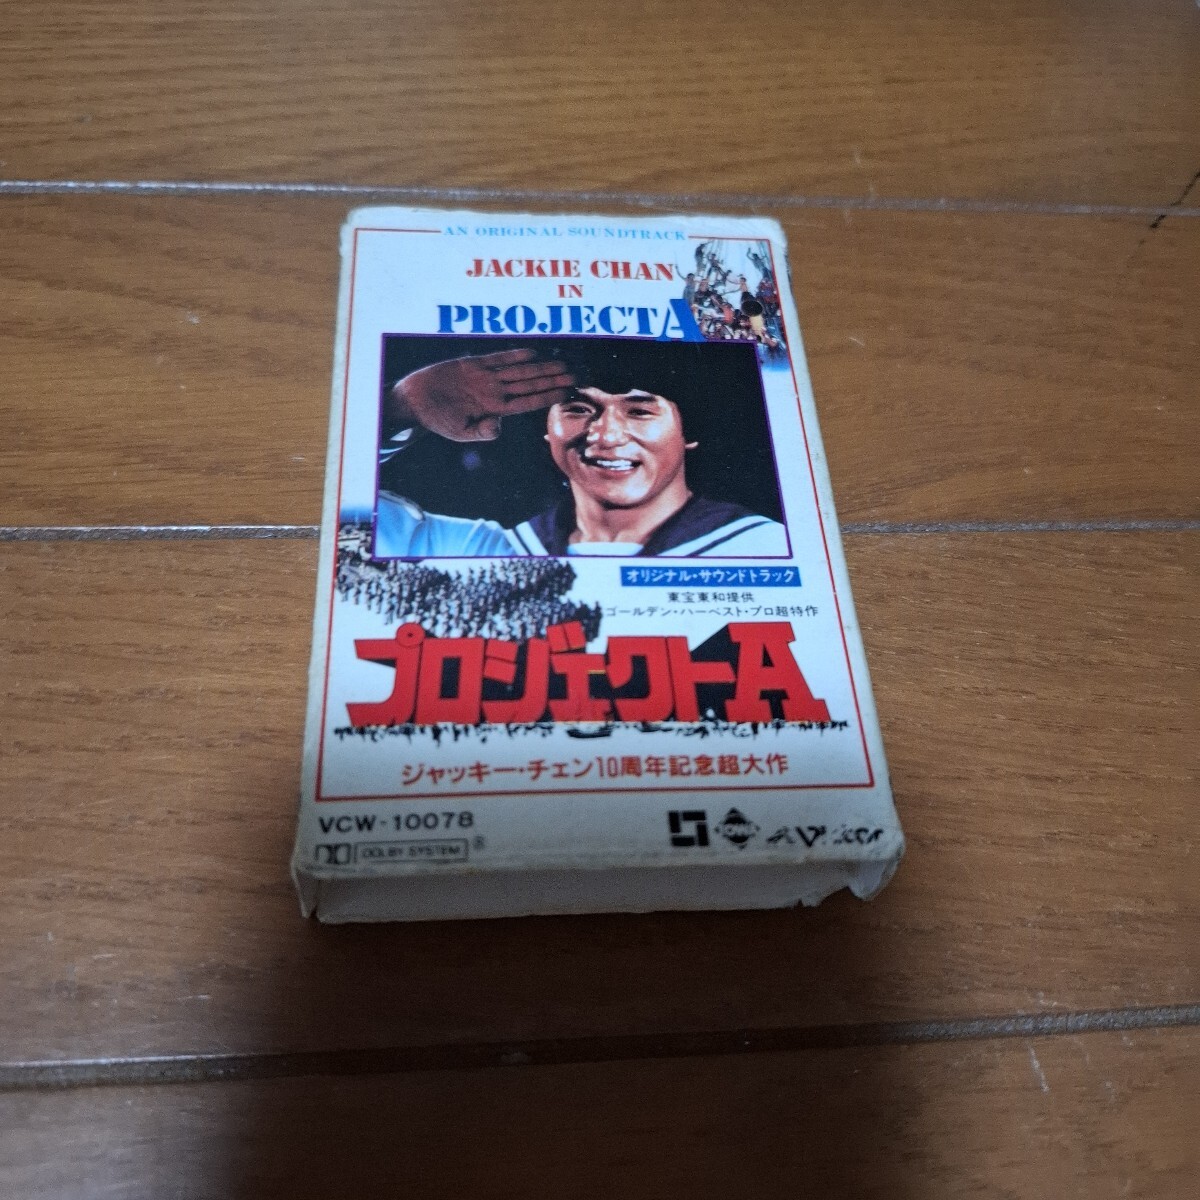 AN ORIGINAL SOUNDTRACK
JACKIE CHAN
IN
PROJECT A
オリジナル・サウンドトラック
東宝東和提供
ゴールデン・ハーベスト・プロ超特作
プロジェクトA
ジャッキー・チェン10周年記念超大作
VCW-10078
DOLBY SYSTEM®
TOWA
Victor